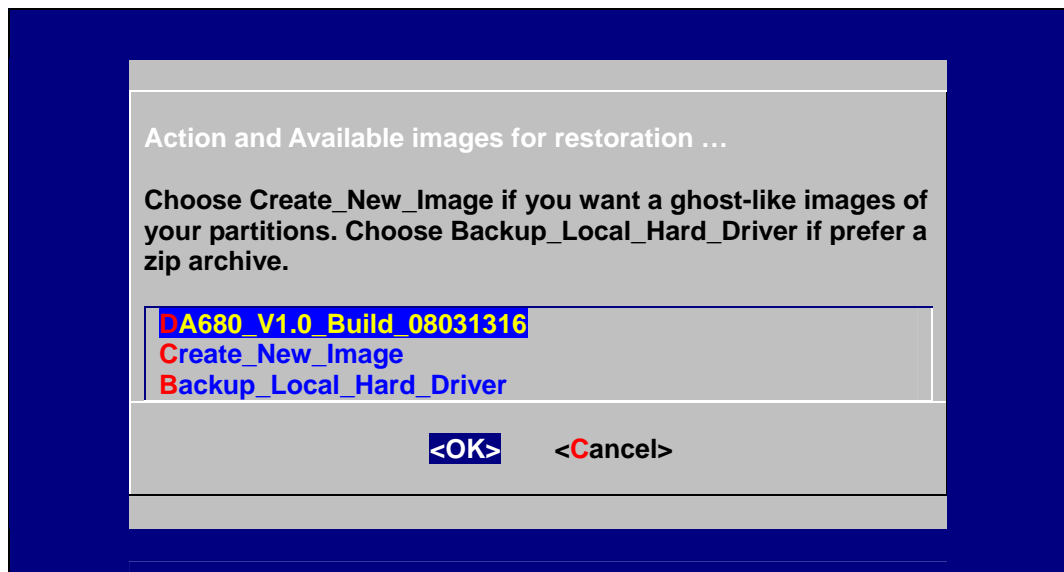 Action and Available images for restoration …
Choose Create_New_Image if you want a ghost-like images of
your partitions. Choose Backup_Local_Hard_Driver if prefer a
zip archive.
DA680_V1.0_Build_08031316
Create_New_Image
Backup_Local_Hard_Driver
<OK> <Cancel>